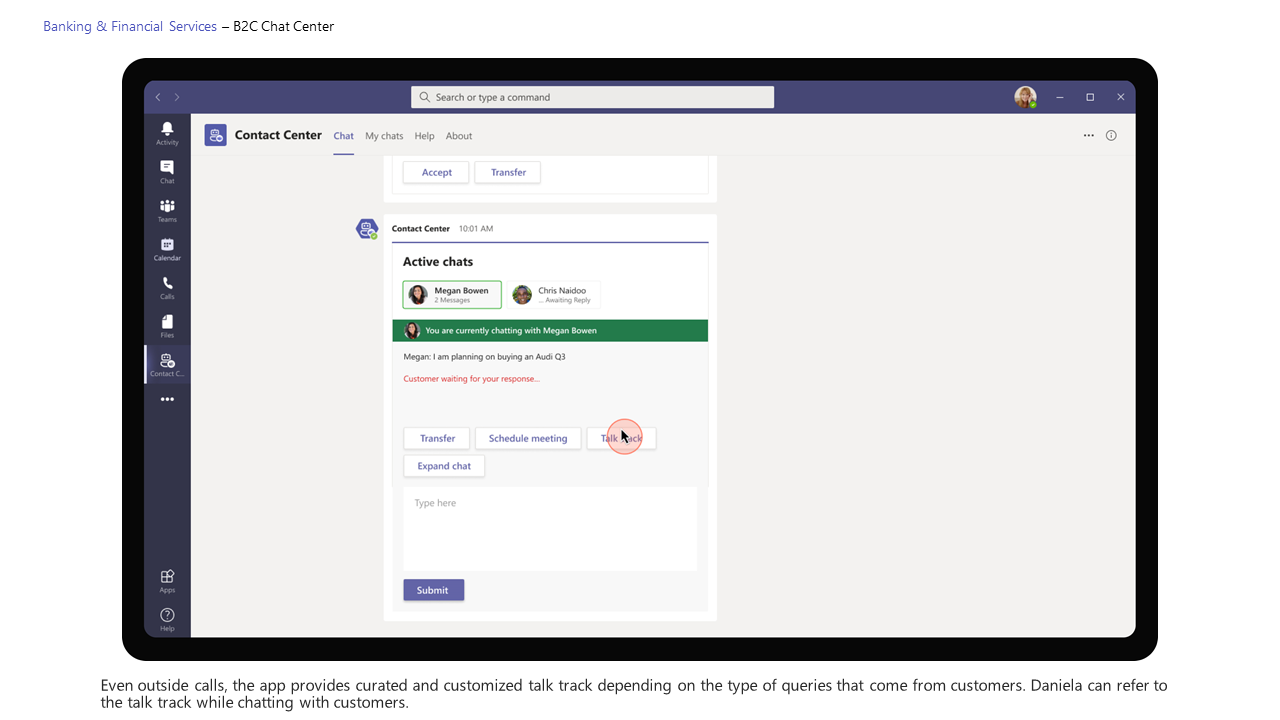 Banking & Financial Services – B2C Chat Center
Search or type a command
Activity
Chat
Teams
Calendar
Calls
Files
Contact C...
Apps
Help
Contact Center Chat My chats Help About
Accept Transfer
Contact Center 10:01 AM
Active chats
Megan Bowen
2 Messages
Chris Naidoo
... Awaiting Reply
You are currently chatting with Megan Bowen
Megan: I am planning on buying an Audi Q3
Customer waiting for your response...
Transfer Schedule meeting Talk track
Expand chat
Type here
Submit
Even outside calls, the app provides curated and customized talk track depending on the type of queries that come from customers. Daniela can refer to
the talk track while chatting with customers.